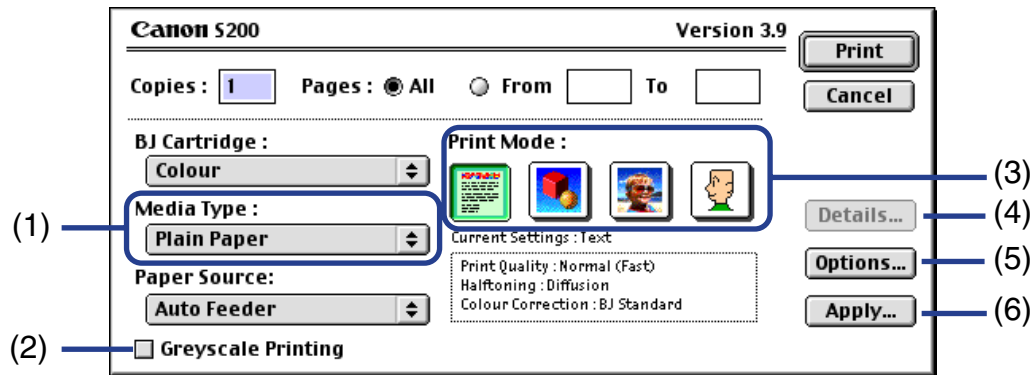 Canon S200 Version 3.9
Print
Copies : 1 Pages : All From To
Cancel
BJ Cartridge :
Colour
Print Mode :
(3)
(1)
Media Type :
Plain Paper
Details...
(4)
Current Settings : Text
Print Quality : Normal (Fast)
Halftoning : Diffusion
Colour Correction : BJ Standard
Options...
(5)
Paper Source:
Auto Feeder
Apply...
(6)
(2)
Greyscale Printing